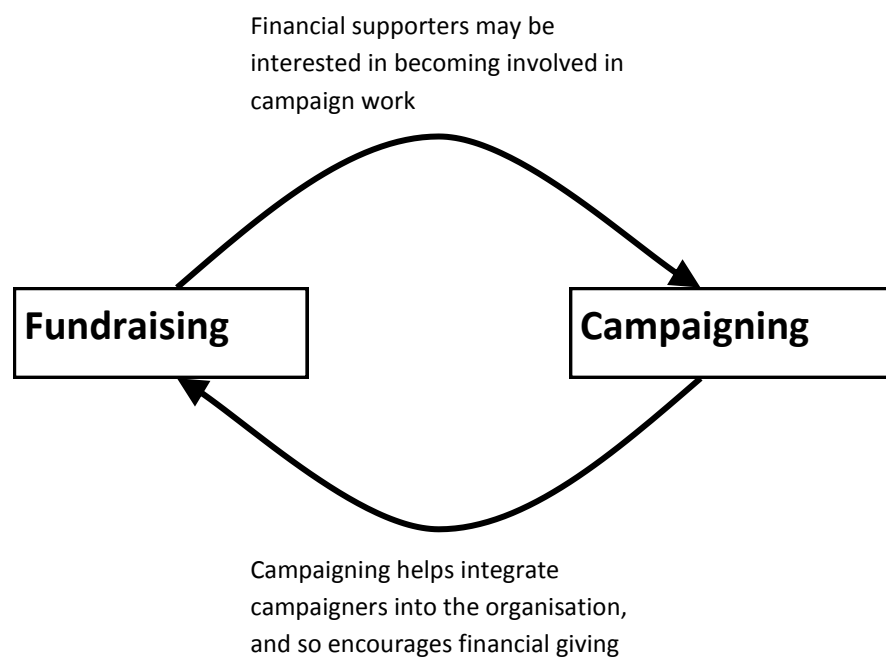 Financial supporters may be
interested in becoming involved in
campaign work
Fundraising
Campaigning
Campaigning helps integrate
campaigners into the organisation,
and so encourages financial giving